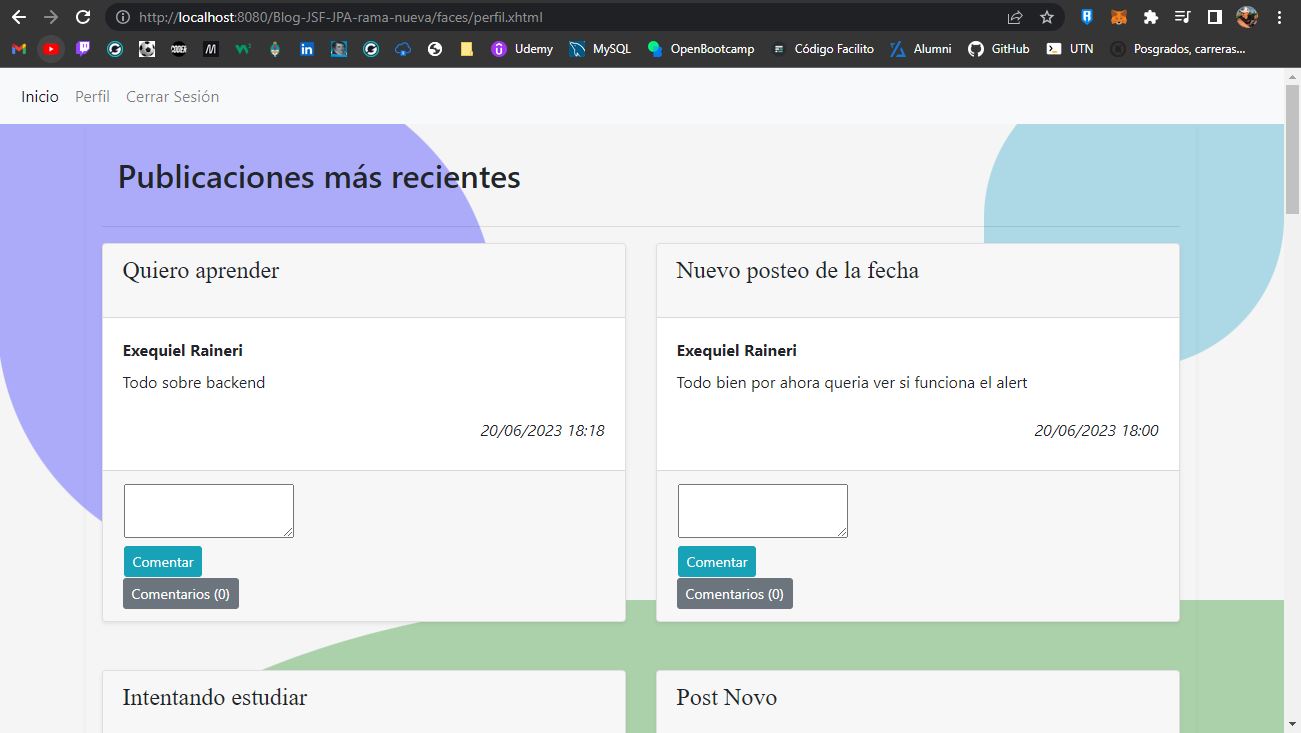 http://localhost:8080/Blog-JSF-JPA-rama-nueva/faces/perfil.xhtml
Udemy MySQL OpenBootcamp Código Facilito Alumni GitHub UTN Posgrados, carreras...
Inicio Perfil Cerrar Sesión
Publicaciones más recientes
Quiero aprender
Exequiel Raineri
Todo sobre backend
20/06/2023 18:18
Comentar
Comentarios (0)
Nuevo posteo de la fecha
Exequiel Raineri
Todo bien por ahora queria ver si funciona el alert
20/06/2023 18:00
Comentar
Comentarios (0)
Intentando estudiar
Post Novo